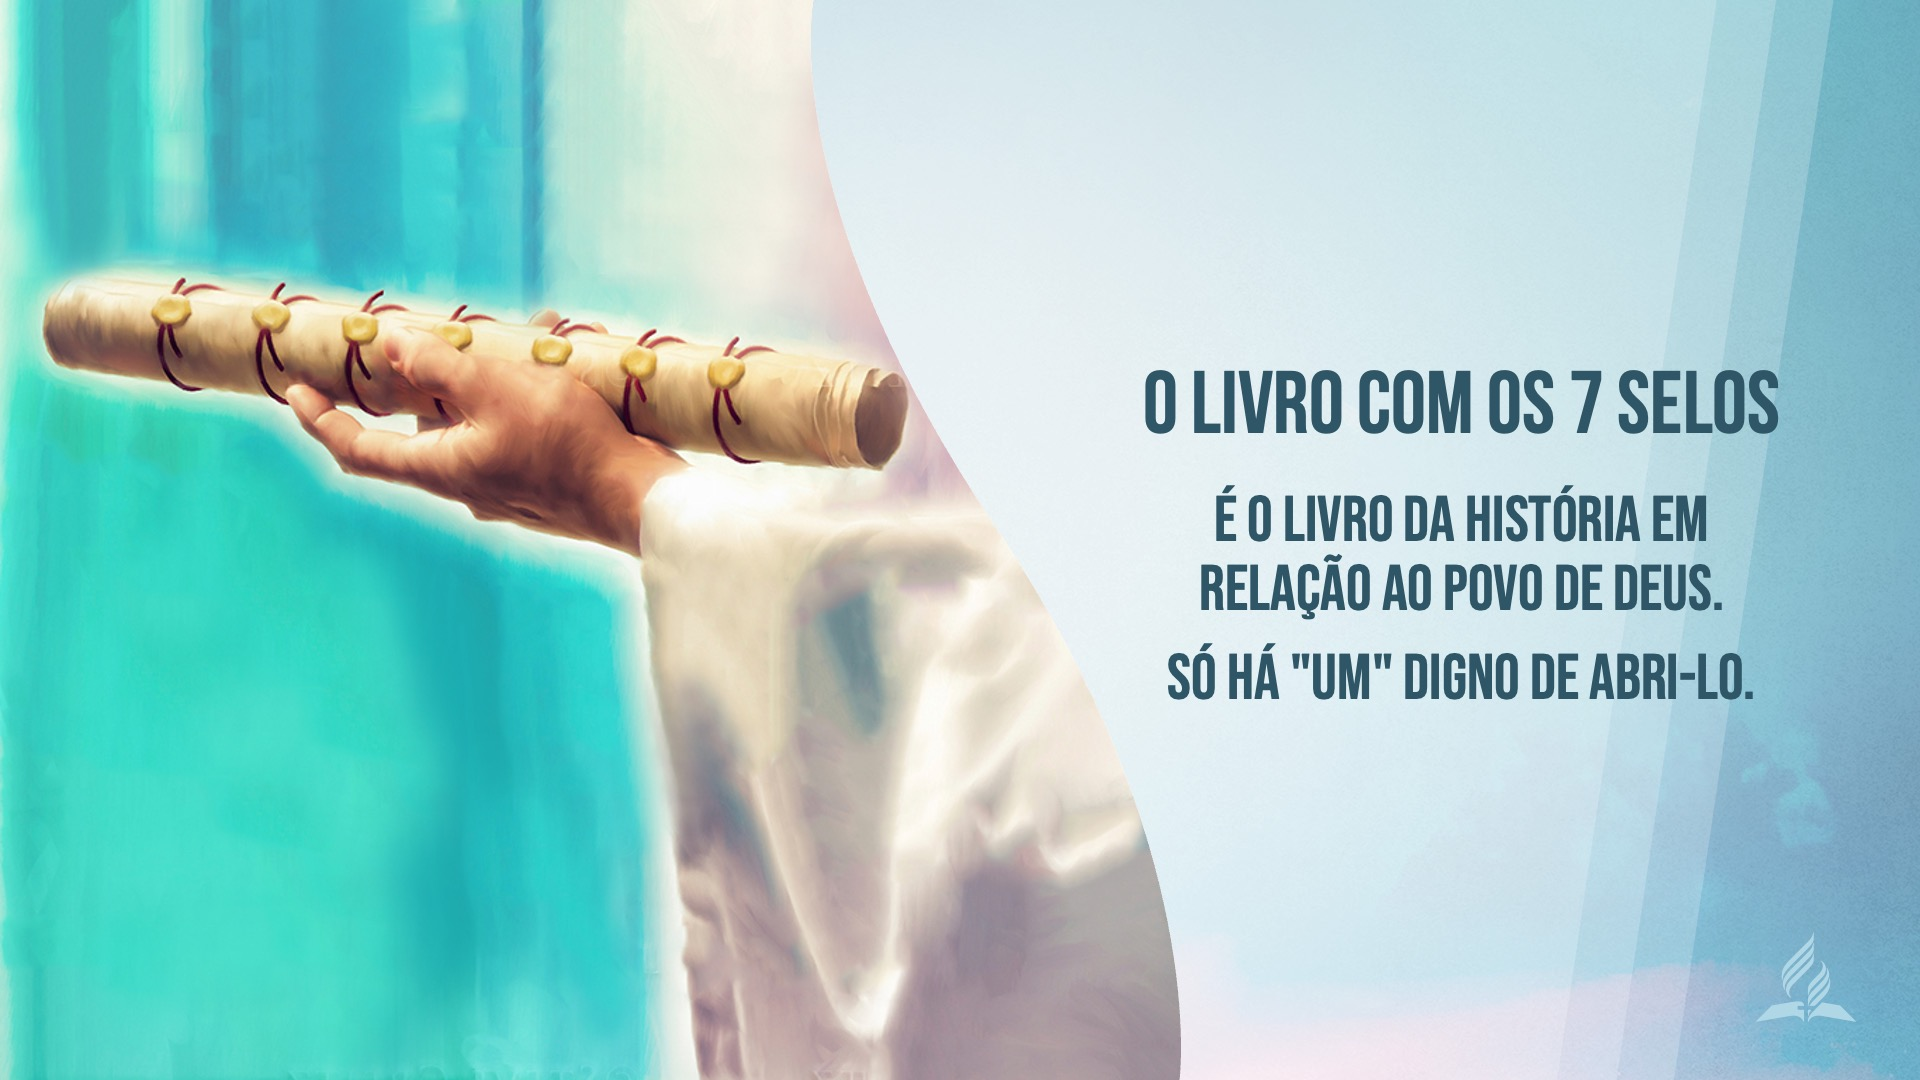 O LIVRO COM OS 7 SELOS
É O LIVRO DA HISTÓRIA EM
RELAÇÃO AO POVO DE DEUS.
SÓ HÁ "UM" DIGNO DE ABRI-LO.